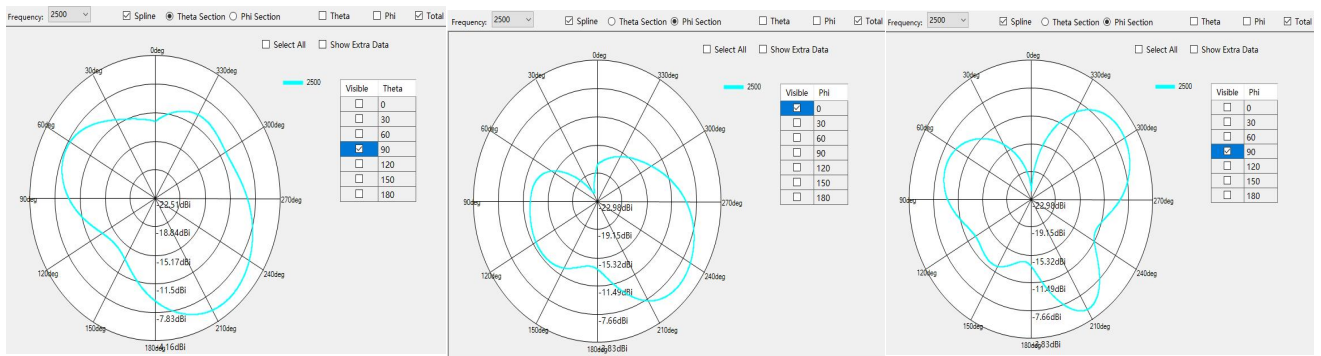 Frequency: 2500 Spline Theta Section Phi Section Theta Phi Total
Select All Show Extra Data
0deg
30deg
330deg
60deg
300deg
90deg
270deg
120deg
240deg
150deg
210deg
-22.51dBi
-18.84dBi
-15.17dBi
-11.5dBi
-7.83dBi
2500
Visible Theta
0
30
60
90
120
150
180
Frequency: 2500 Spline Theta Section Phi Section Theta Phi Total
Select All Show Extra Data
0deg
30deg
330deg
60deg
300deg
90deg
270deg
120deg
240deg
150deg
210deg
-22.98dBi
-19.15dBi
-15.32dBi
-11.49dBi
-7.66dBi
2500
Visible Phi
0
30
60
90
120
150
180
Frequency: 2500 Spline Theta Section Phi Section Theta Phi Total
Select All Show Extra Data
0deg
30deg
330deg
60deg
300deg
90deg
270deg
120deg
240deg
150deg
210deg
-22.98dBi
-19.15dBi
-15.32dBi
-11.49dBi
-7.66dBi
2500
Visible Phi
0
30
60
90
120
150
180